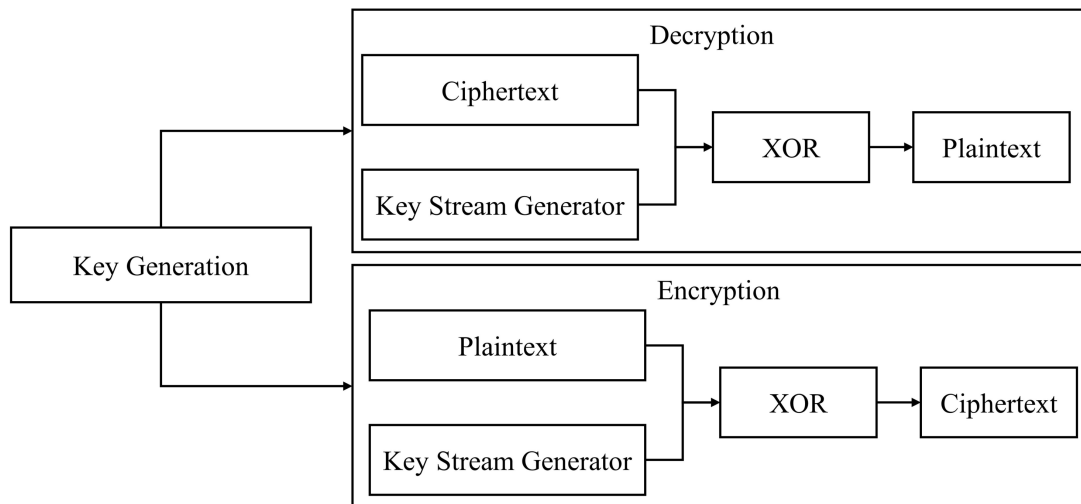 Decryption
Ciphertext
XOR
Plaintext
Key Stream Generator
Key Generation
Encryption
Plaintext
XOR
Ciphertext
Key Stream Generator